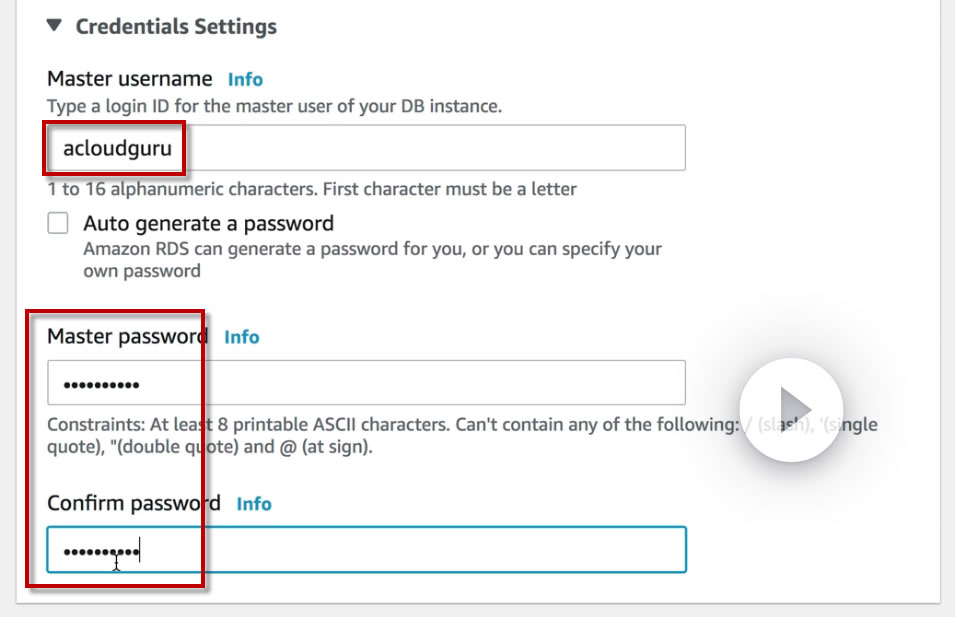 Credentials Settings
Master username Info
Type a login ID for the master user of your DB instance.
acloudguru
1 to 16 alphanumeric characters. First character must be a letter
Auto generate a password
Amazon RDS can generate a password for you, or you can specify your
own password
Master password Info
••••••••••
Constraints: At least 8 printable ASCII characters. Can't contain any of the following: / (slash), '(single
quote), "(double quote) and @ (at sign).
Confirm password Info
••••••••••